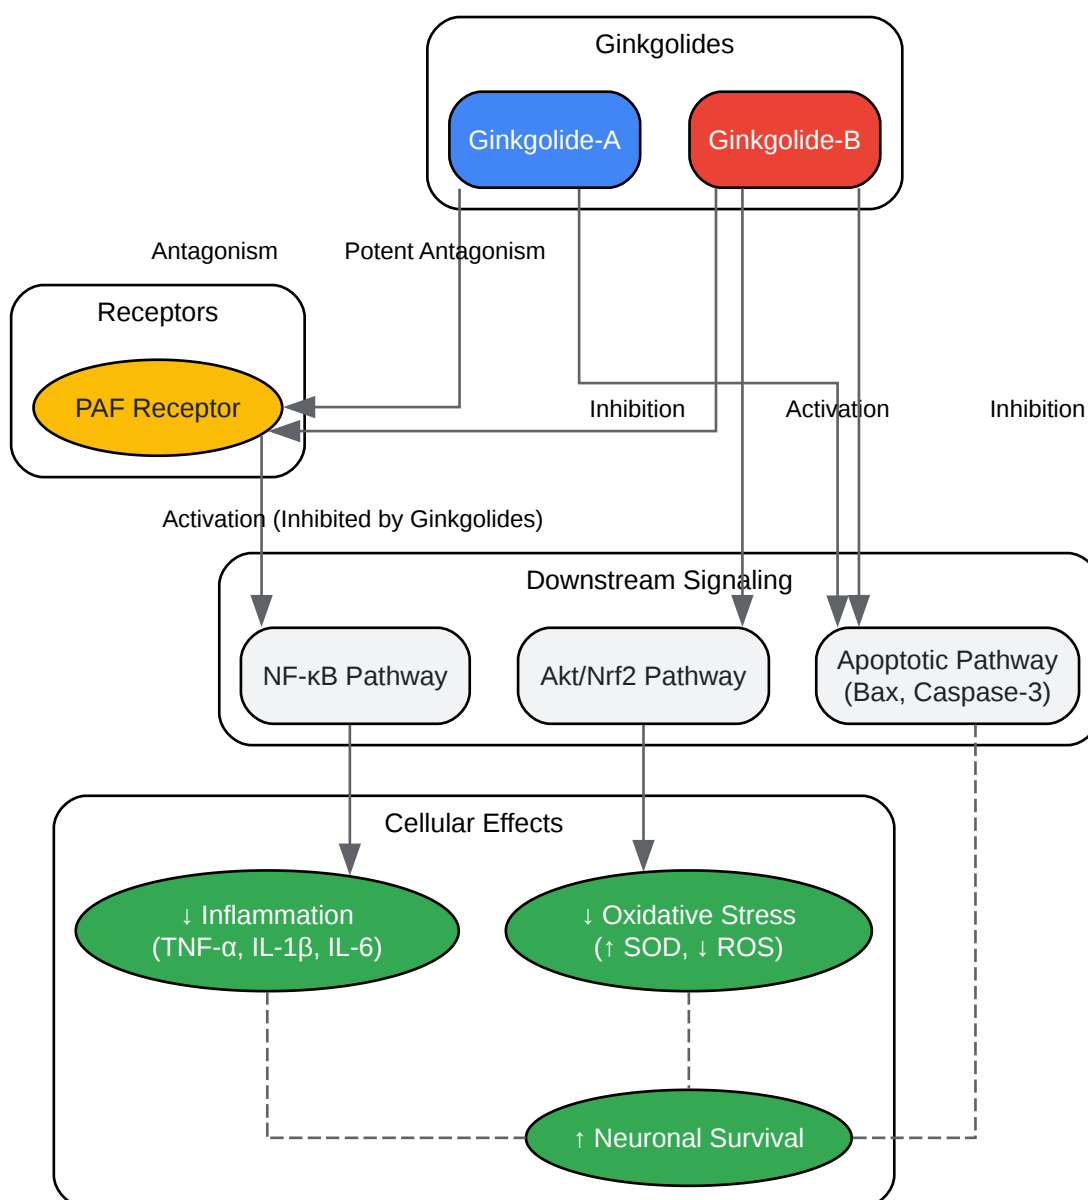 Ginkgolides
Ginkgolide-A
Ginkgolide-B
Antagonism
Potent Antagonism
Receptors
PAF Receptor
Inhibition
Activation
Inhibition
Activation (Inhibited by Ginkgolides)
Downstream Signaling
NF-κB Pathway
Akt/Nrf2 Pathway
Apoptotic Pathway
(Bax, Caspase-3)
Cellular Effects
↓ Inflammation
(TNF-α, IL-1β, IL-6)
↓ Oxidative Stress
(↑ SOD, ↓ ROS)
↑ Neuronal Survival